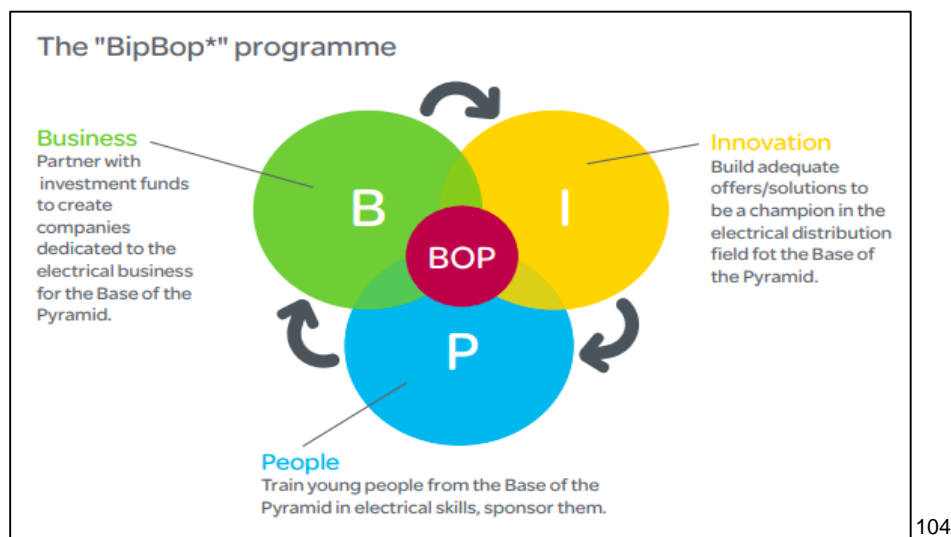 The "BipBop*" programme
Business
Partner with
investment funds
to create
companies
dedicated to the
electrical business
for the Base of the
Pyramid.
B
I
BOP
P
Innovation
Build adequate
offers/solutions to
be a champion in the
electrical distribution
field fot the Base of
the Pyramid.
People
Train young people from the Base of the
Pyramid in electrical skills, sponsor them.
104